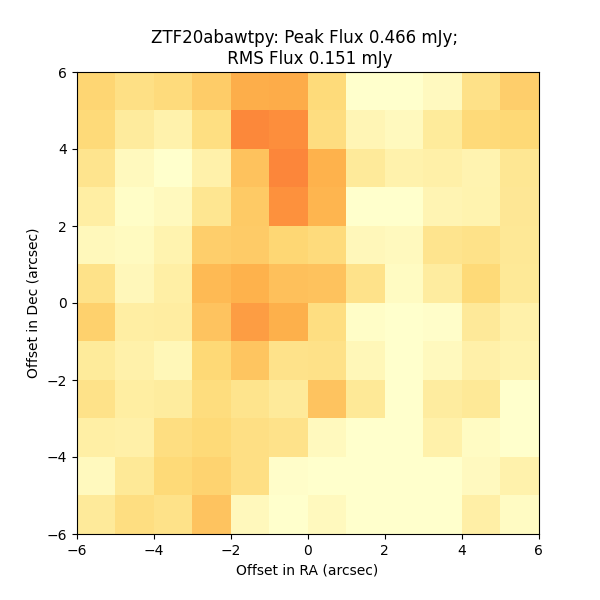 ZTF20abawtpy: Peak Flux 0.466 mJy;
RMS Flux 0.151 mJy
6
4
2
0
−2
−4
−6
Offset in Dec (arcsec)
−6 −4 −2 0 2 4 6
Offset in RA (arcsec)